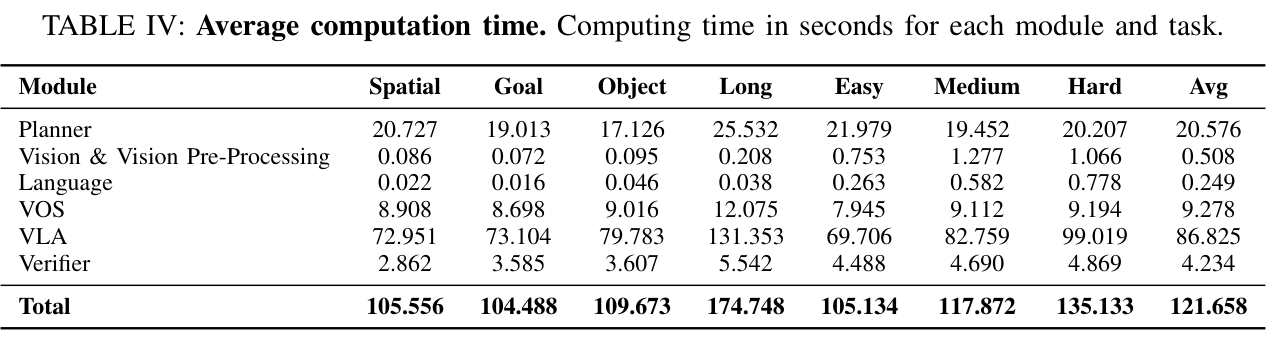 TABLE IV: Average computation time. Computing time in seconds for each module and task.
Module Spatial Goal Object Long Easy Medium Hard Avg
Planner 20.727 19.013 17.126 25.532 21.979 19.452 20.207 20.576
Vision & Vision Pre-Processing 0.086 0.072 0.095 0.208 0.753 1.277 1.066 0.508
Language 0.022 0.016 0.046 0.038 0.263 0.582 0.778 0.249
VOS 8.908 8.698 9.016 12.075 7.945 9.112 9.194 9.278
VLA 72.951 73.104 79.783 131.353 69.706 82.759 99.019 86.825
Verifier 2.862 3.585 3.607 5.542 4.488 4.690 4.869 4.234
Total 105.556 104.488 109.673 174.748 105.134 117.872 135.133 121.658